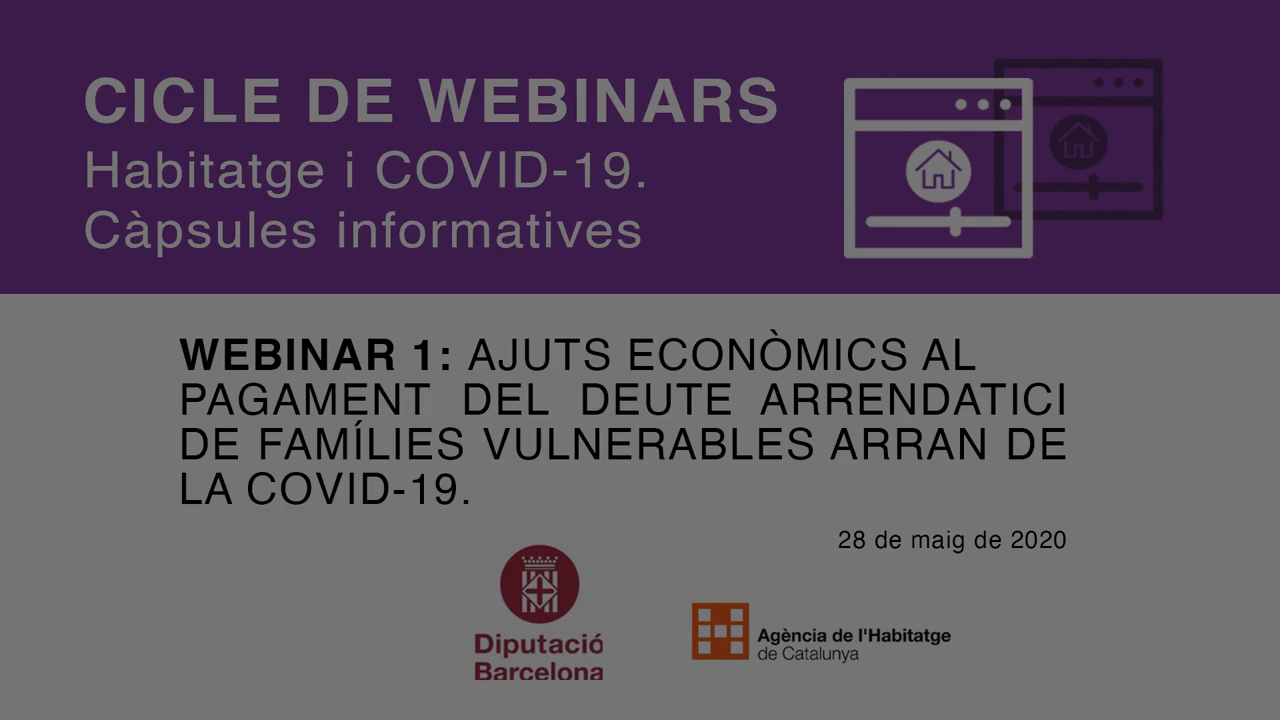 CICLE DE WEBINARS
Habitatge i COVID-19.
Càpsules informatives
WEBINAR 1: AJUTS ECONÒMICS AL
PAGAMENT DEL DEUTE ARRENDATICI
DE FAMÍLIES VULNERABLES ARRAN DE
LA COVID-19.
28 de maig de 2020
Diputació
Barcelona
Agència de l'Habitatge
de Catalunya